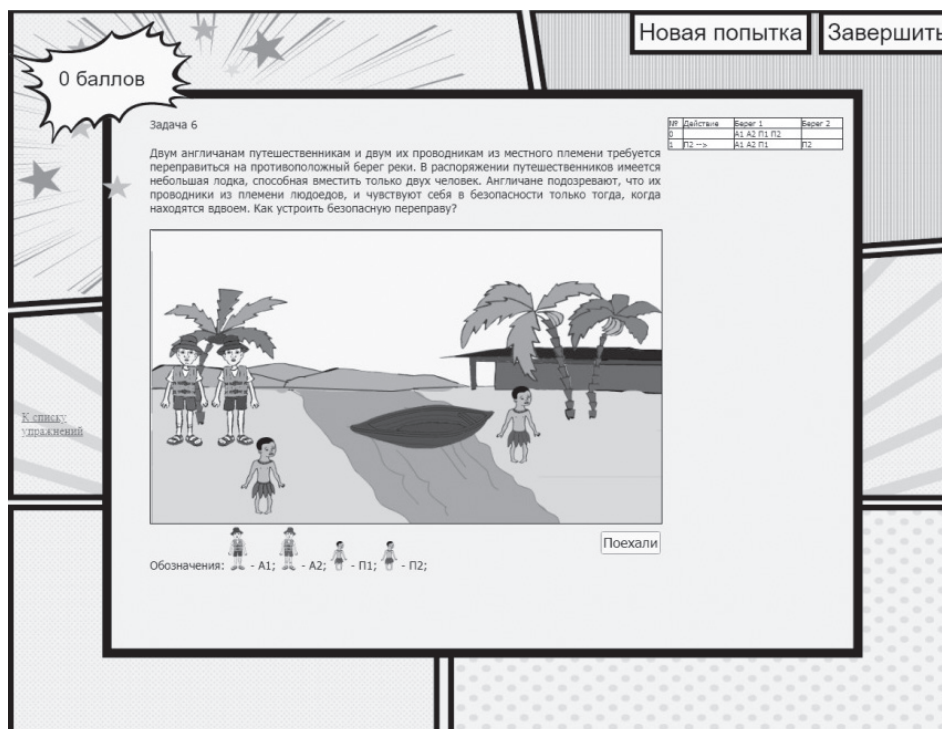 Новая попытка
Завершить
0 баллов
Задача 6
№ Действие Берег 1 Берег 2
0 А1 А2 П1 П2
1 П2 --> А1 А2 П1 П2
Двум англичанам путешественникам и двум их проводникам из местного племени требуется
переправиться на противоположный берег реки. В распоряжении путешественников имеется
небольшая лодка, способная вместить только двух человек. Англичане подозревают, что их
проводники из племени людоедов, и чувствуют себя в безопасности только тогда, когда
находятся вдвоем. Как устроить безопасную переправу?
К списку
упражнений
Поехали
Обозначения: - А1; - А2; - П1; - П2;